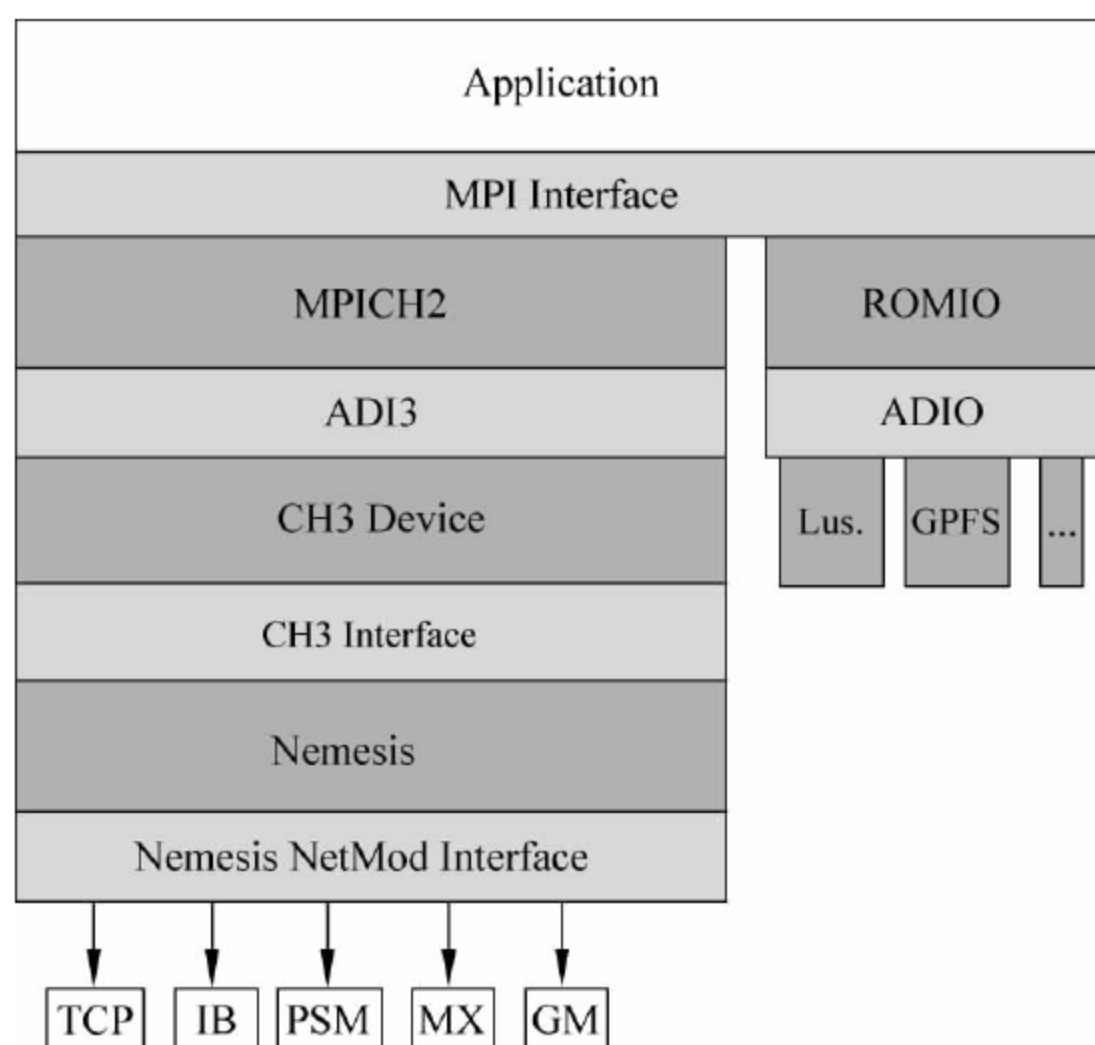 Application
MPI Interface
MPICH2
ROMIO
ADI3
ADIO
CH3 Device
Lus.
GPFS
...
CH3 Interface
Nemesis
Nemesis NetMod Interface
TCP
IB
PSM
MX
GM